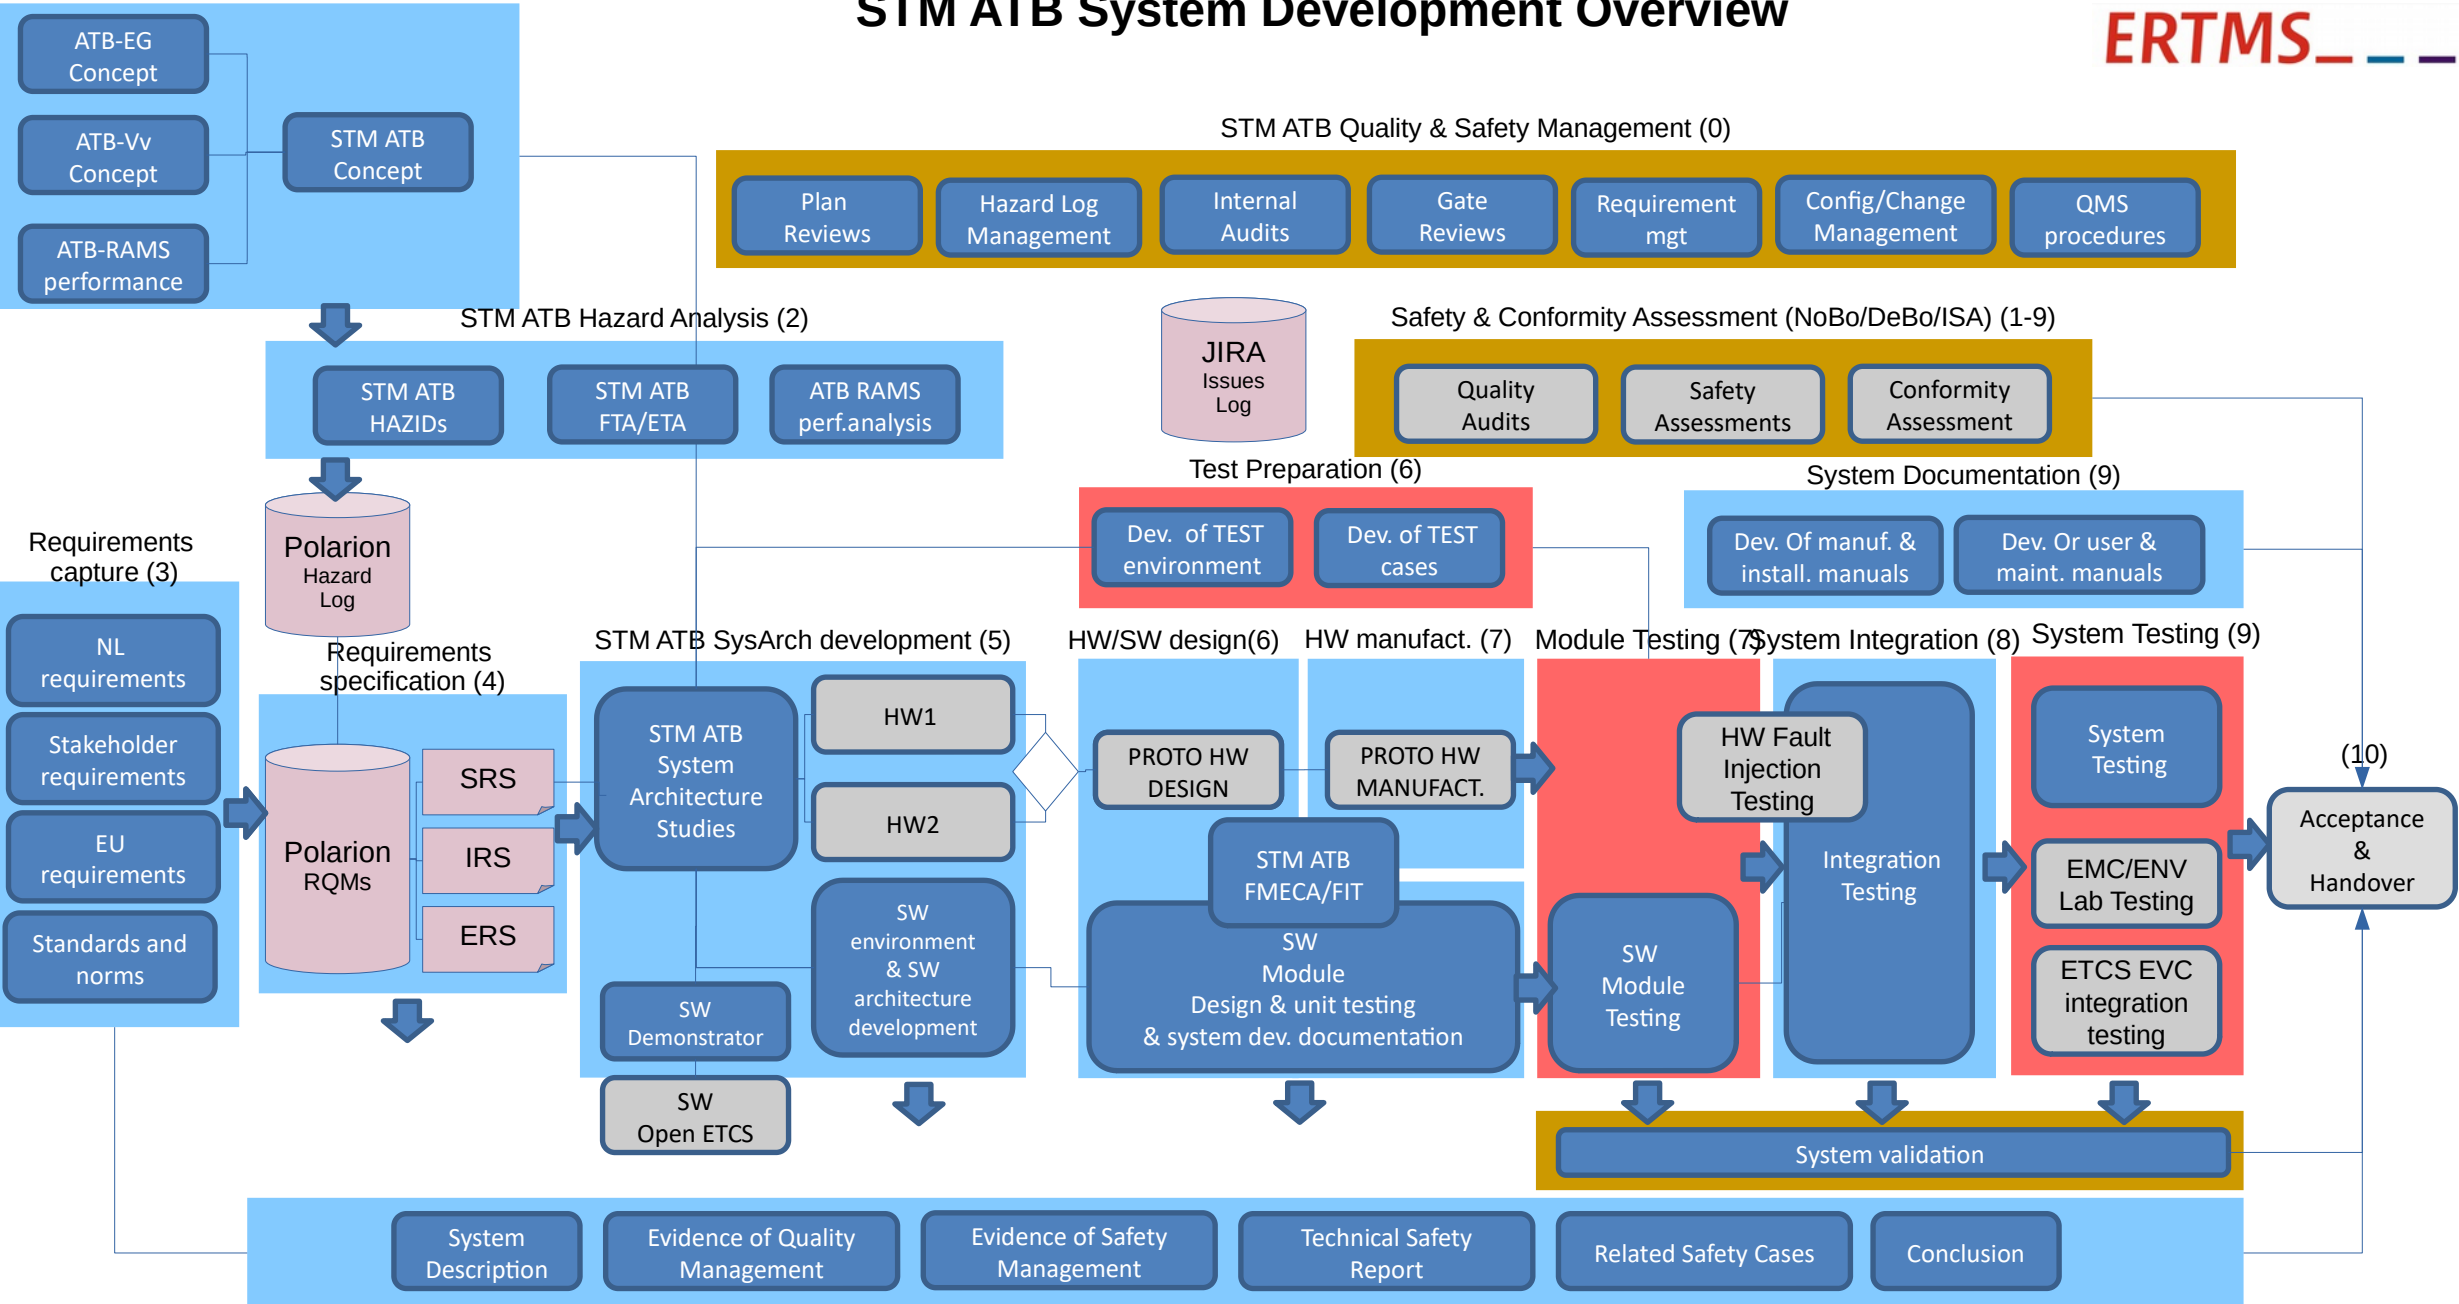 STM ATB System Development Overview
ERTMS
ATB-EG
Concept
ATB-Vv
Concept
ATB-RAMS
performance
STM ATB
Concept
STM ATB Quality & Safety Management (0)
Plan
Reviews
Hazard Log
Management
Internal
Audits
Gate
Reviews
Requirement
mgt
Config/Change
Management
QMS
procedures
STM ATB Hazard Analysis (2)
STM ATB
HAZIDs
STM ATB
FTA/ETA
ATB RAMS
perf.analysis
JIRA
Issues
Log
Safety & Conformity Assessment (NoBo/DeBo/ISA) (1-9)
Quality
Audits
Safety
Assessments
Conformity
Assessment
Test Preparation (6)
Dev. of TEST
environment
Dev. of TEST
cases
System Documentation (9)
Dev. Of manuf. &
install. manuals
Dev. Or user &
maint. manuals
Polarion
Hazard
Log
Requirements
capture (3)
NL
requirements
Stakeholder
requirements
EU
requirements
Standards and
norms
Requirements
specification (4)
Polarion
RQMs
SRS
IRS
ERS
STM ATB SysArch development (5)
STM ATB
System
Architecture
Studies
HW1
HW2
SW
environment
& SW
architecture
development
SW
Demonstrator
SW
Open ETCS
HW/SW design(6)
PROTO HW
DESIGN
HW manufact. (7)
PROTO HW
MANUFACT.
STM ATB
FMECA/FIT
SW
Module
Design & unit testing
& system dev. documentation
Module Testing (7)
HW Fault
Injection
Testing
SW
Module
Testing
System Integration (8)
Integration
Testing
System Testing (9)
System
Testing
EMC/ENV
Lab Testing
ETCS EVC
integration
testing
(10)
Acceptance
&
Handover
System validation
System
Description
Evidence of Quality
Management
Evidence of Safety
Management
Technical Safety
Report
Related Safety Cases
Conclusion